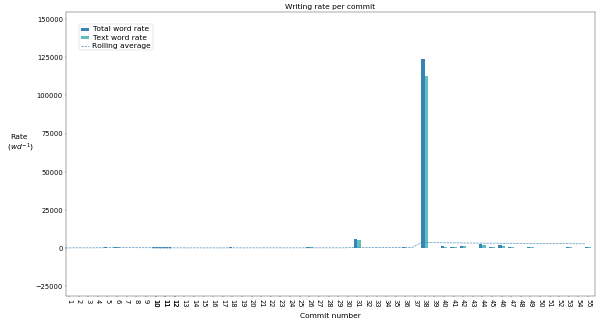 Writing rate per commit
Total word rate
Text word rate
Rolling average
150000
125000
100000
75000
50000
25000
0
−25000
Rate
(wd⁻¹)
1 2 3 4 5 6 7 8 9 10 11 12 13 14 15 16 17 18 19 20 21 22 23 24 25 26 27 28 29 30 31 32 33 34 35 36 37 38 39 40 41 42 43 44 45 46 47 48 49 50 51 52 53 54 55
Commit number